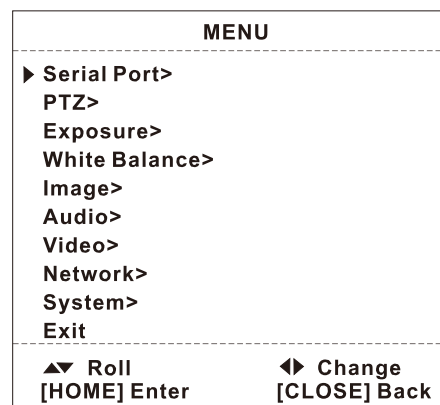 MENU
▶ Serial Port>
PTZ>
Exposure>
White Balance>
Image>
Audio>
Video>
Network>
System>
Exit
▲▼ Roll ◀▶ Change
[HOME] Enter [CLOSE] Back